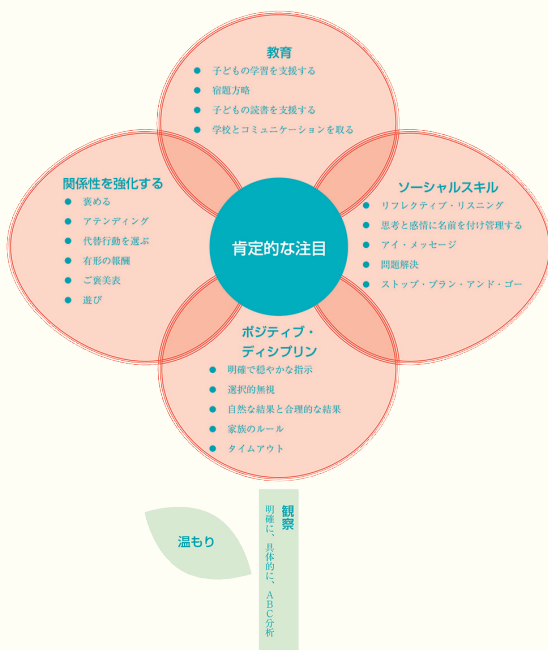 教育
子どもの学習を支援する
宿題方略
子どもの読書を支援する
学校とコミュニケーションを取る
関係性を強化する
褒める
アテンディング
代替行動を選ぶ
有形の報酬
ご褒美表
遊び
ソーシャルスキル
リフレクティブ・リスニング
思考と感情に名前を付け管理する
アイ・メッセージ
問題解決
ストップ・プラン・アンド・ゴー
肯定的な注目
ポジティブ・
ディシプリン
明確で穏やかな指示
選択的無視
自然な結果と合理的な結果
家族のルール
タイムアウト
温もり
観察
明確に、具体的に、ABC分析